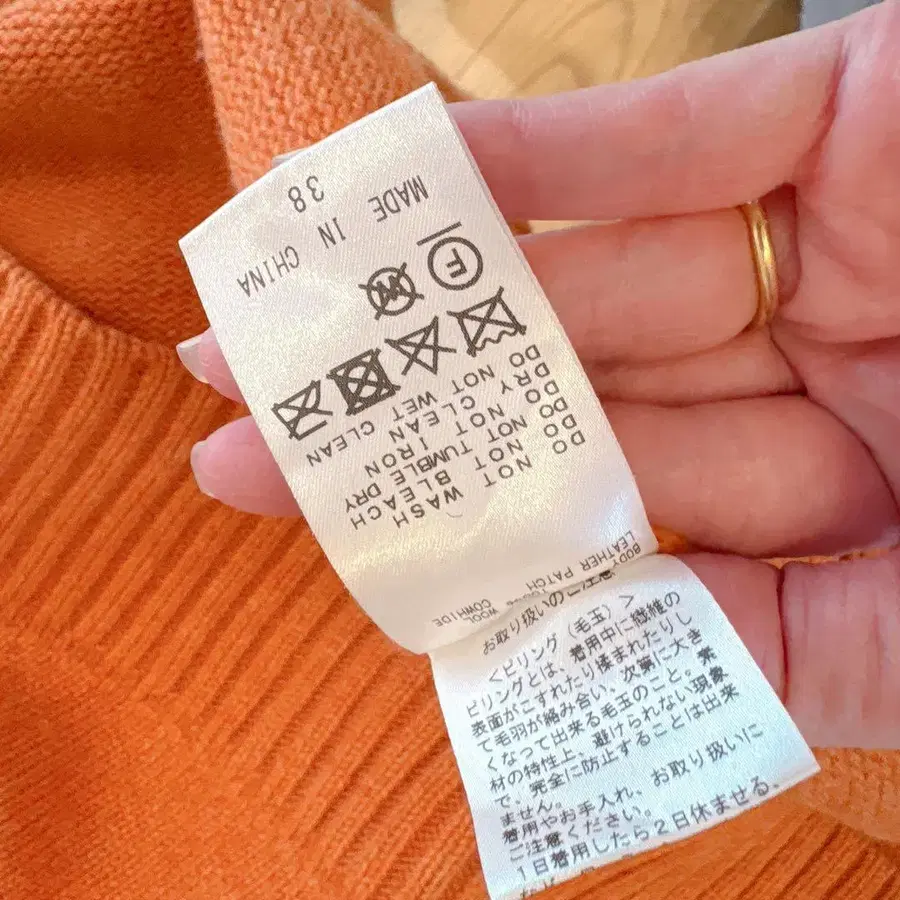 BODY WOOL
LEATHER PATCH COWHIDE
DO NOT WASH
DO NOT BLEACH
DO NOT TUMBLE DRY
DO NOT IRON
DRY CLEAN
DO NOT WET CLEAN
F W
MADE IN CHINA
38
お取り扱いのご注意
<ピリング(毛玉)>
ピリングとは、着用中に繊維の
表面がこすれたり揉まれたりし
て毛羽が絡み合い、次第に大き
くなって出来る毛玉のこと。素
材の特性上、避けられない現象
で、完全に防止することは出来
ません。
着用やお手入れ、お取り扱いに
ご注意ください。
1日着用したら2日休ませる.